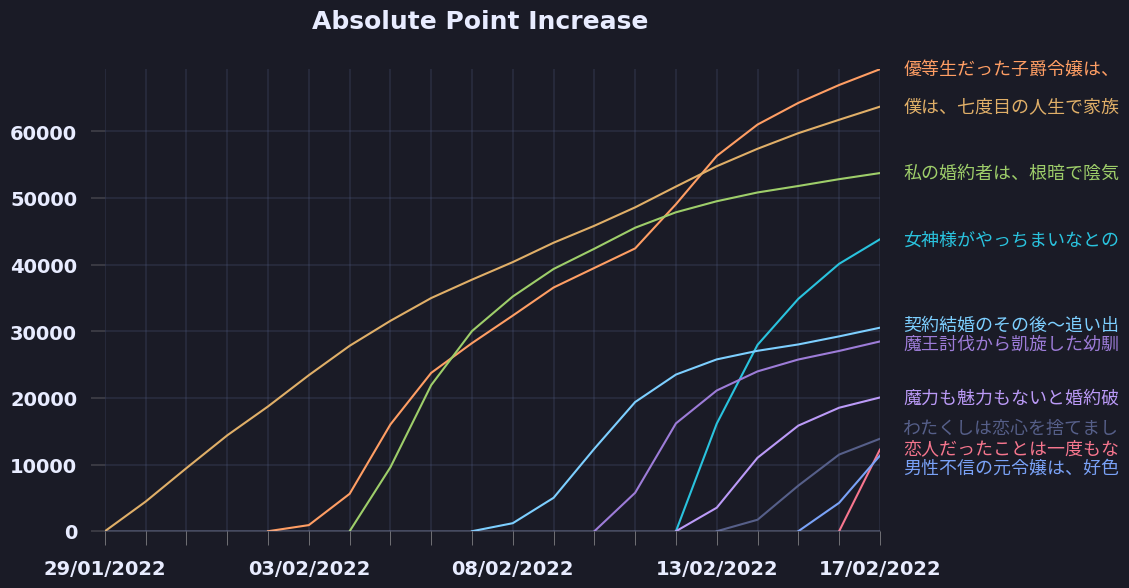 Absolute Point Increase
優等生だった子爵令嬢は、
僕は、七度目の人生で家族
60000
私の婚約者は、根暗で陰気
50000
女神様がやっちまいなとの
40000
契約結婚のその後～追い出
30000
魔王討伐から凱旋した幼馴
魔力も魅力もないと婚約破
20000
わたくしは恋心を捨てまし
恋人だったことは一度もな
10000
男性不信の元令嬢は、好色
0
29/01/2022
03/02/2022
08/02/2022
13/02/2022
17/02/2022